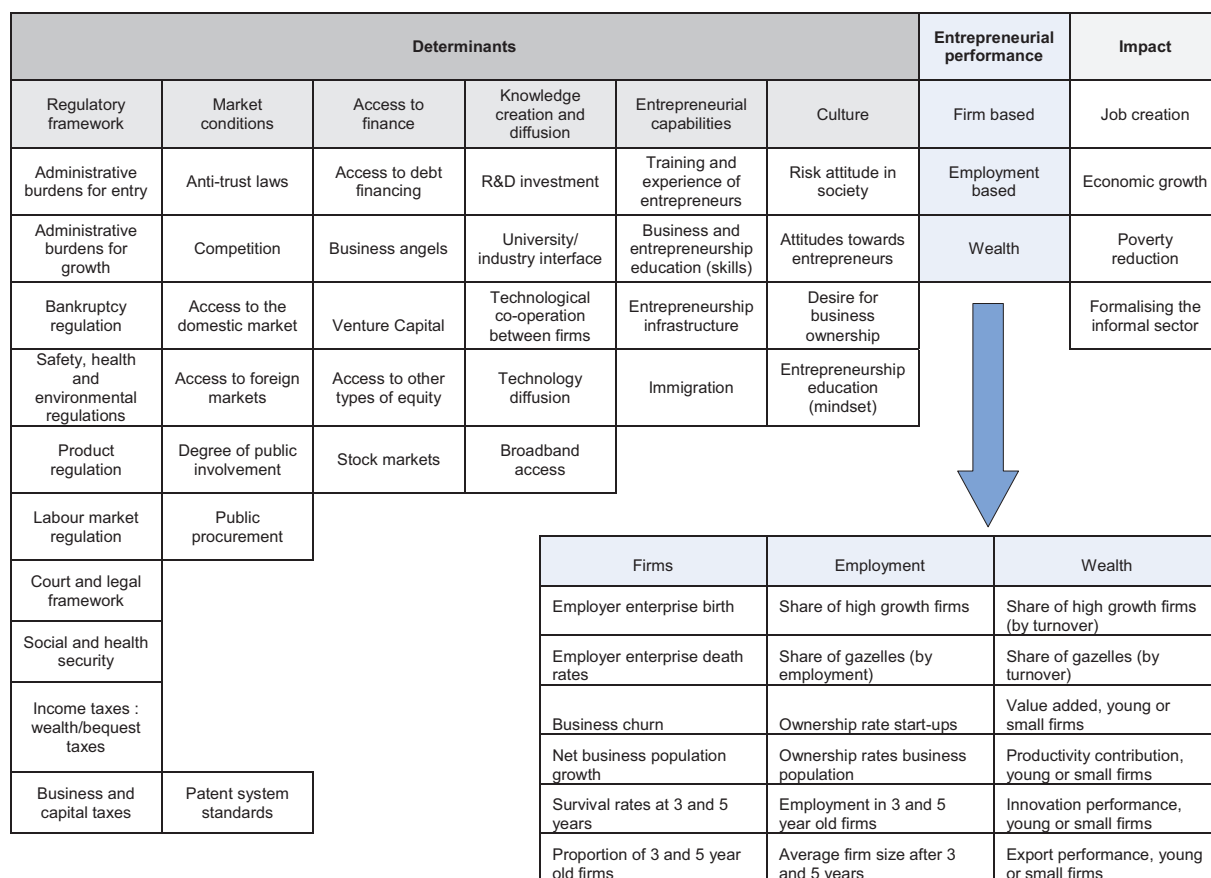 Determinants
Entrepreneurial
performance
Impact
Regulatory
framework
Market
conditions
Access to
finance
Knowledge
creation and
diffusion
Entrepreneurial
capabilities
Culture
Firm based
Job creation
Administrative
burdens for entry
Anti-trust laws
Access to debt
financing
R&D investment
Training and
experience of
entrepreneurs
Risk attitude in
society
Employment
based
Economic growth
Administrative
burdens for
growth
Competition
Business angels
University/
industry interface
Business and
entrepreneurship
education (skills)
Attitudes towards
entrepreneurs
Wealth
Poverty
reduction
Bankruptcy
regulation
Access to the
domestic market
Venture Capital
Technological
co-operation
between firms
Entrepreneurship
infrastructure
Desire for
business
ownership
Formalising the
informal sector
Safety, health
and
environmental
regulations
Access to foreign
markets
Access to other
types of equity
Technology
diffusion
Immigration
Entrepreneurship
education
(mindset)
Product
regulation
Degree of public
involvement
Stock markets
Broadband
access
Labour market
regulation
Public
procurement
Court and legal
framework
Social and health
security
Income taxes :
wealth/bequest
taxes
Business and
capital taxes
Patent system
standards
Firms
Employment
Wealth
Employer enterprise birth
Share of high growth firms
Share of high growth firms
(by turnover)
Employer enterprise death
rates
Share of gazelles (by
employment)
Share of gazelles (by
turnover)
Business churn
Ownership rate start-ups
Value added, young or
small firms
Net business population
growth
Ownership rates business
population
Productivity contribution,
young or small firms
Survival rates at 3 and 5
years
Employment in 3 and 5
year old firms
Innovation performance,
young or small firms
Proportion of 3 and 5 year
old firms
Average firm size after 3
and 5 years
Export performance, young
or small firms